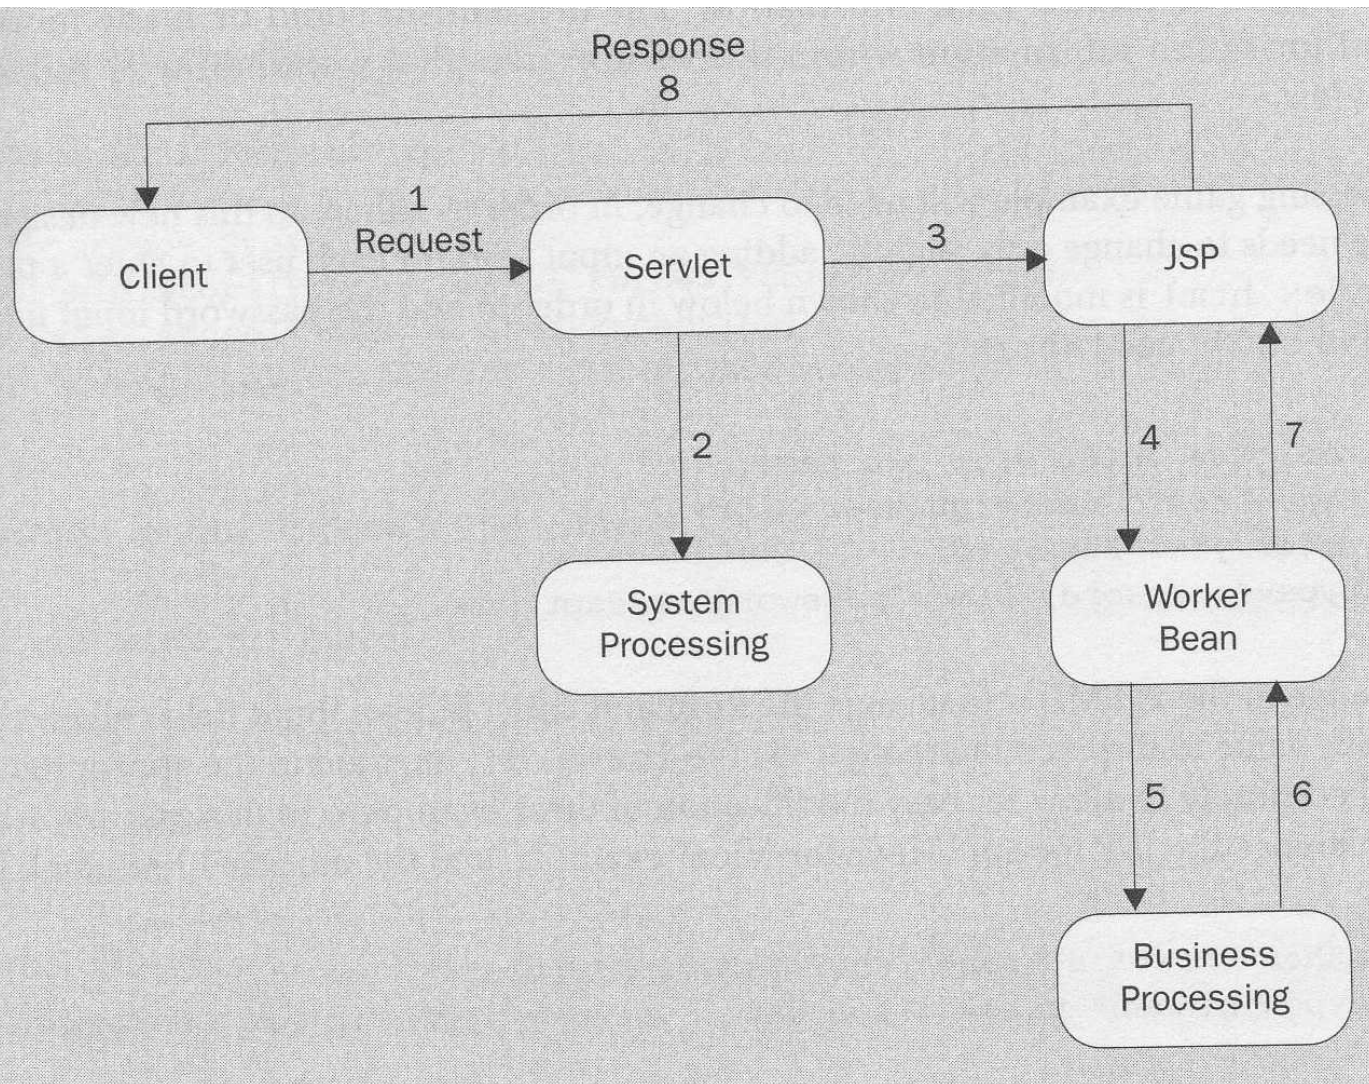 Response
8
1
Request
Client
Servlet
3
JSP
2
4
7
System
Processing
Worker
Bean
5
6
Business
Processing